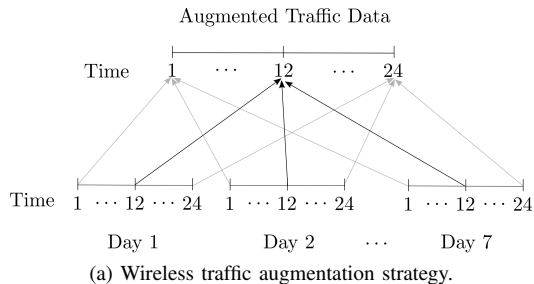 Augmented Traffic Data
Time 1 ... 12 ... 24
Time 1 ... 12 ... 24 1 ... 12 ... 24 1 ... 12 ... 24
Day 1 Day 2 ... Day 7
(a) Wireless traffic augmentation strategy.